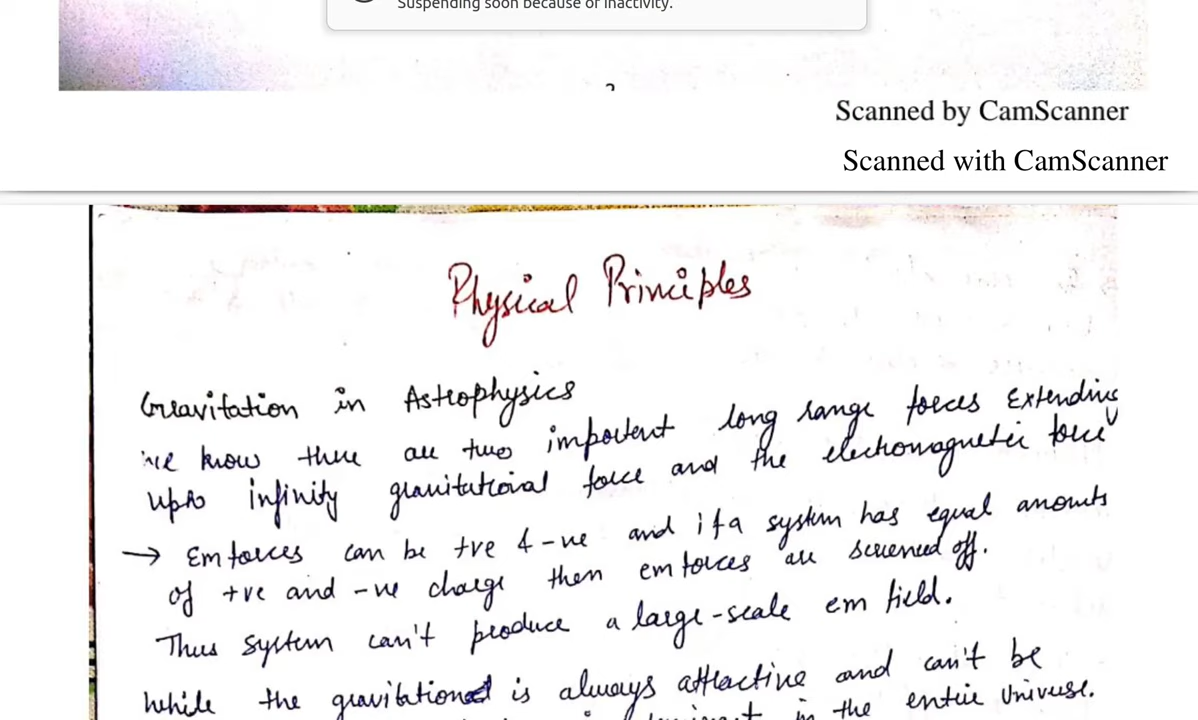 Suspending soon because of inactivity.
2
Scanned by CamScanner
Scanned with CamScanner
Physical Principles
Gravitation in Astrophysics
we know there are two important long range forces Extending
upto infinity gravitational force and the electromagnetic force
→ Em forces can be +ve & -ve and if a system has equal amounts
of +ve and -ve charge then em forces are screened off.
Thus system can't produce a large-scale em field.
while the gravitational is always attractive and can't be
in the entire Universe.